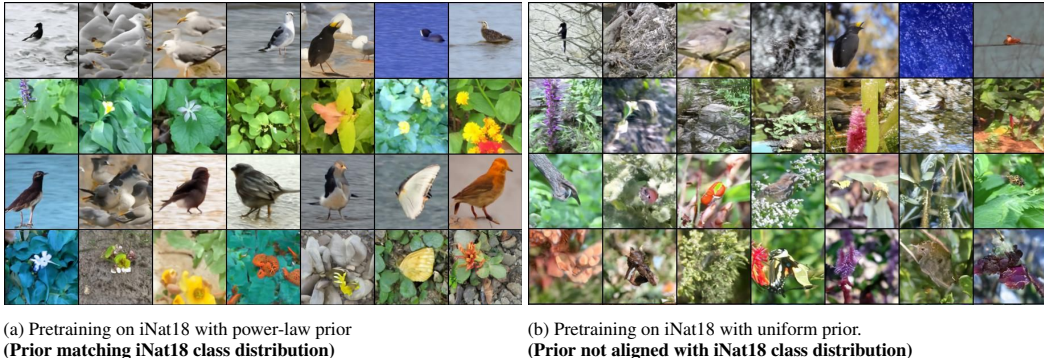 (a) Pretraining on iNat18 with power-law prior
(Prior matching iNat18 class distribution)
(b) Pretraining on iNat18 with uniform prior.
(Prior not aligned with iNat18 class distribution)